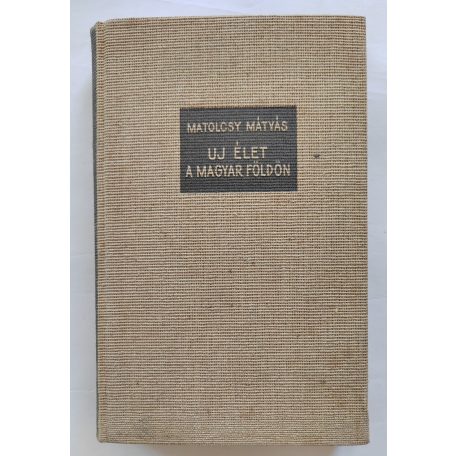 MATOLCSY MÁTYÁS
UJ ÉLET
A MAGYAR FÖLDÖN